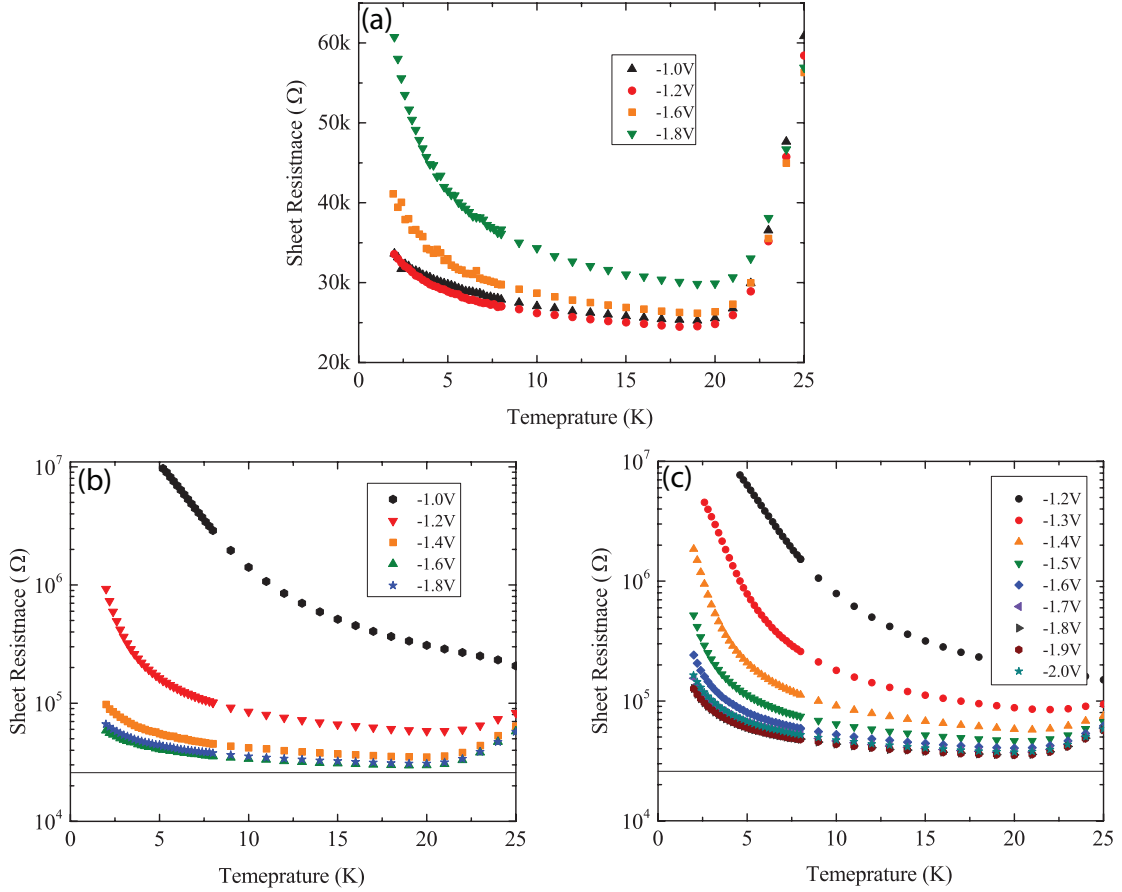 (a)
60k
50k
40k
30k
20k
Sheet Resistnace ( Ω)
-1.0V
-1.2V
-1.6V
-1.8V
0 5 10 15 20 25
Temeprature (K)
(b)
10^7
10^6
10^5
10^4
Sheet Resistnace ( Ω)
-1.0V
-1.2V
-1.4V
-1.6V
-1.8V
0 5 10 15 20 25
Temeprature (K)
(c)
10^7
10^6
10^5
10^4
Sheet Resistnace ( Ω)
-1.2V
-1.3V
-1.4V
-1.5V
-1.6V
-1.7V
-1.8V
-1.9V
-2.0V
0 5 10 15 20 25
Temeprature (K)